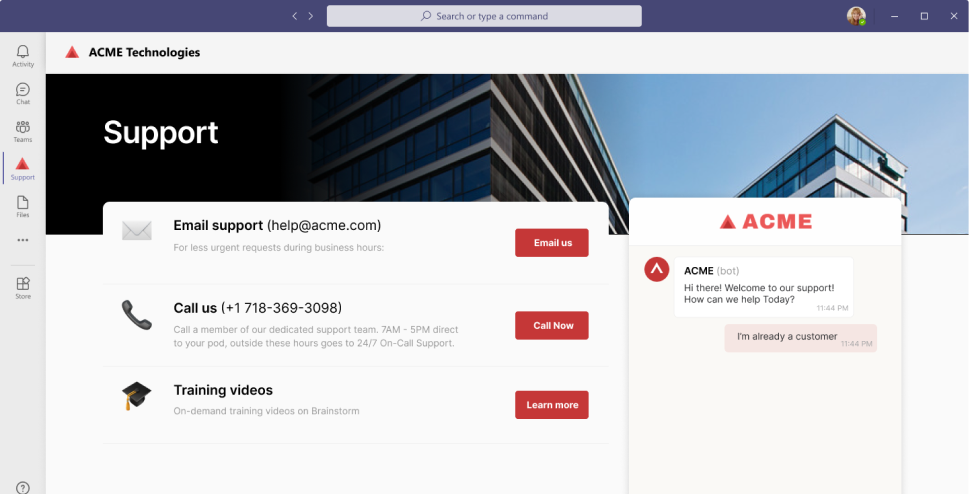 Search or type a command
Activity
Chat
Teams
Support
Files
Store
ACME Technologies
Support
Email support (help@acme.com)
For less urgent requests during business hours:
Email us
Call us (+1 718-369-3098)
Call a member of our dedicated support team. 7AM - 5PM direct
to your pod, outside these hours goes to 24/7 On-Call Support.
Call Now
Training videos
On-demand training videos on Brainstorm
Learn more
ACME
ACME (bot)
Hi there! Welcome to our support!
How can we help Today?
11:44 PM
I'm already a customer
11:44 PM